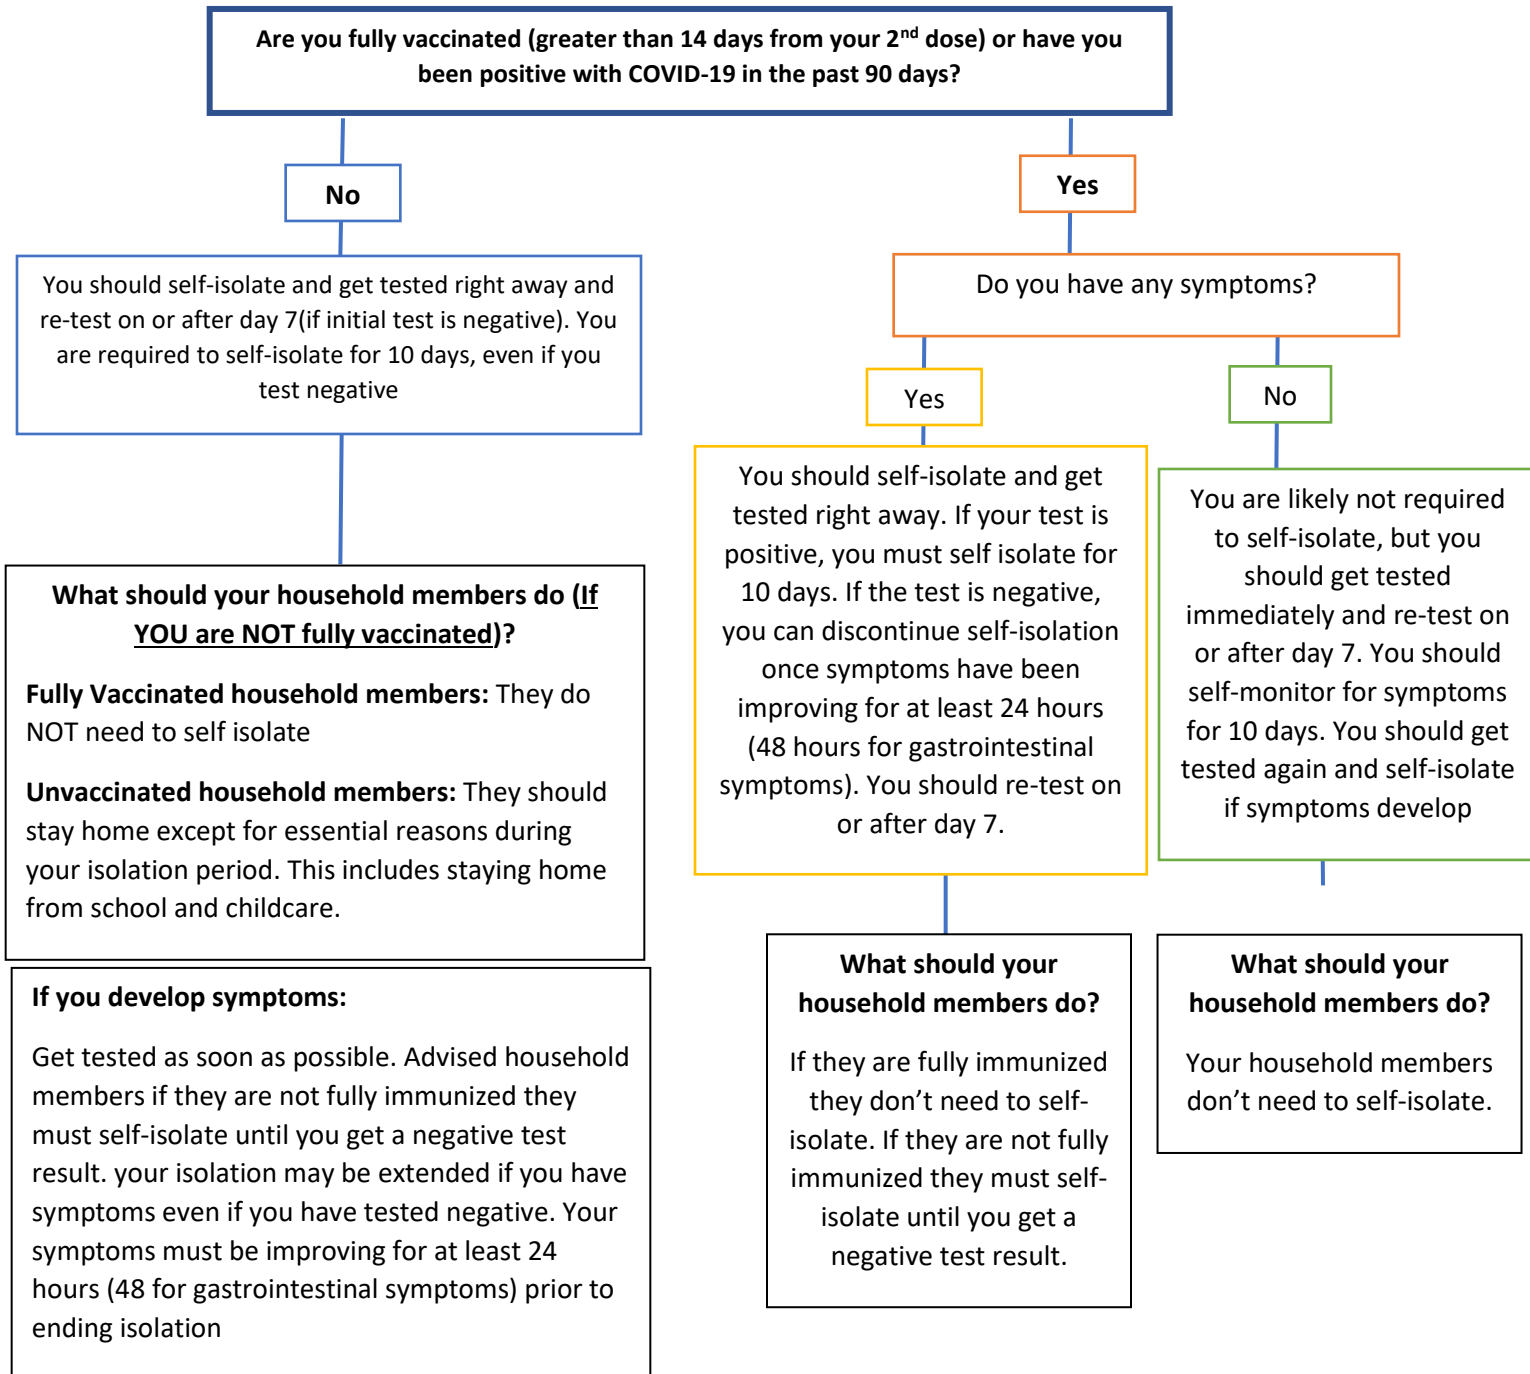 Are you fully vaccinated (greater than 14 days from your 2nd dose) or have you
been positive with COVID-19 in the past 90 days?
No
You should self-isolate and get tested right away and
re-test on or after day 7(if initial test is negative). You
are required to self-isolate for 10 days, even if you
test negative
What should your household members do (If
YOU are NOT fully vaccinated)?
Fully Vaccinated household members: They do
NOT need to self isolate
Unvaccinated household members: They should
stay home except for essential reasons during
your isolation period. This includes staying home
from school and childcare.
If you develop symptoms:
Get tested as soon as possible. Advised household
members if they are not fully immunized they
must self-isolate until you get a negative test
result. your isolation may be extended if you have
symptoms even if you have tested negative. Your
symptoms must be improving for at least 24
hours (48 for gastrointestinal symptoms) prior to
ending isolation
Yes
Do you have any symptoms?
Yes
You should self-isolate and get
tested right away. If your test is
positive, you must self isolate for
10 days. If the test is negative,
you can discontinue self-isolation
once symptoms have been
improving for at least 24 hours
(48 hours for gastrointestinal
symptoms). You should re-test on
or after day 7.
What should your
household members do?
If they are fully immunized
they don’t need to self-
isolate. If they are not fully
immunized they must self-
isolate until you get a
negative test result.
No
You are likely not required
to self-isolate, but you
should get tested
immediately and re-test on
or after day 7. You should
self-monitor for symptoms
for 10 days. You should get
tested again and self-isolate
if symptoms develop
What should your
household members do?
Your household members
don’t need to self-isolate.